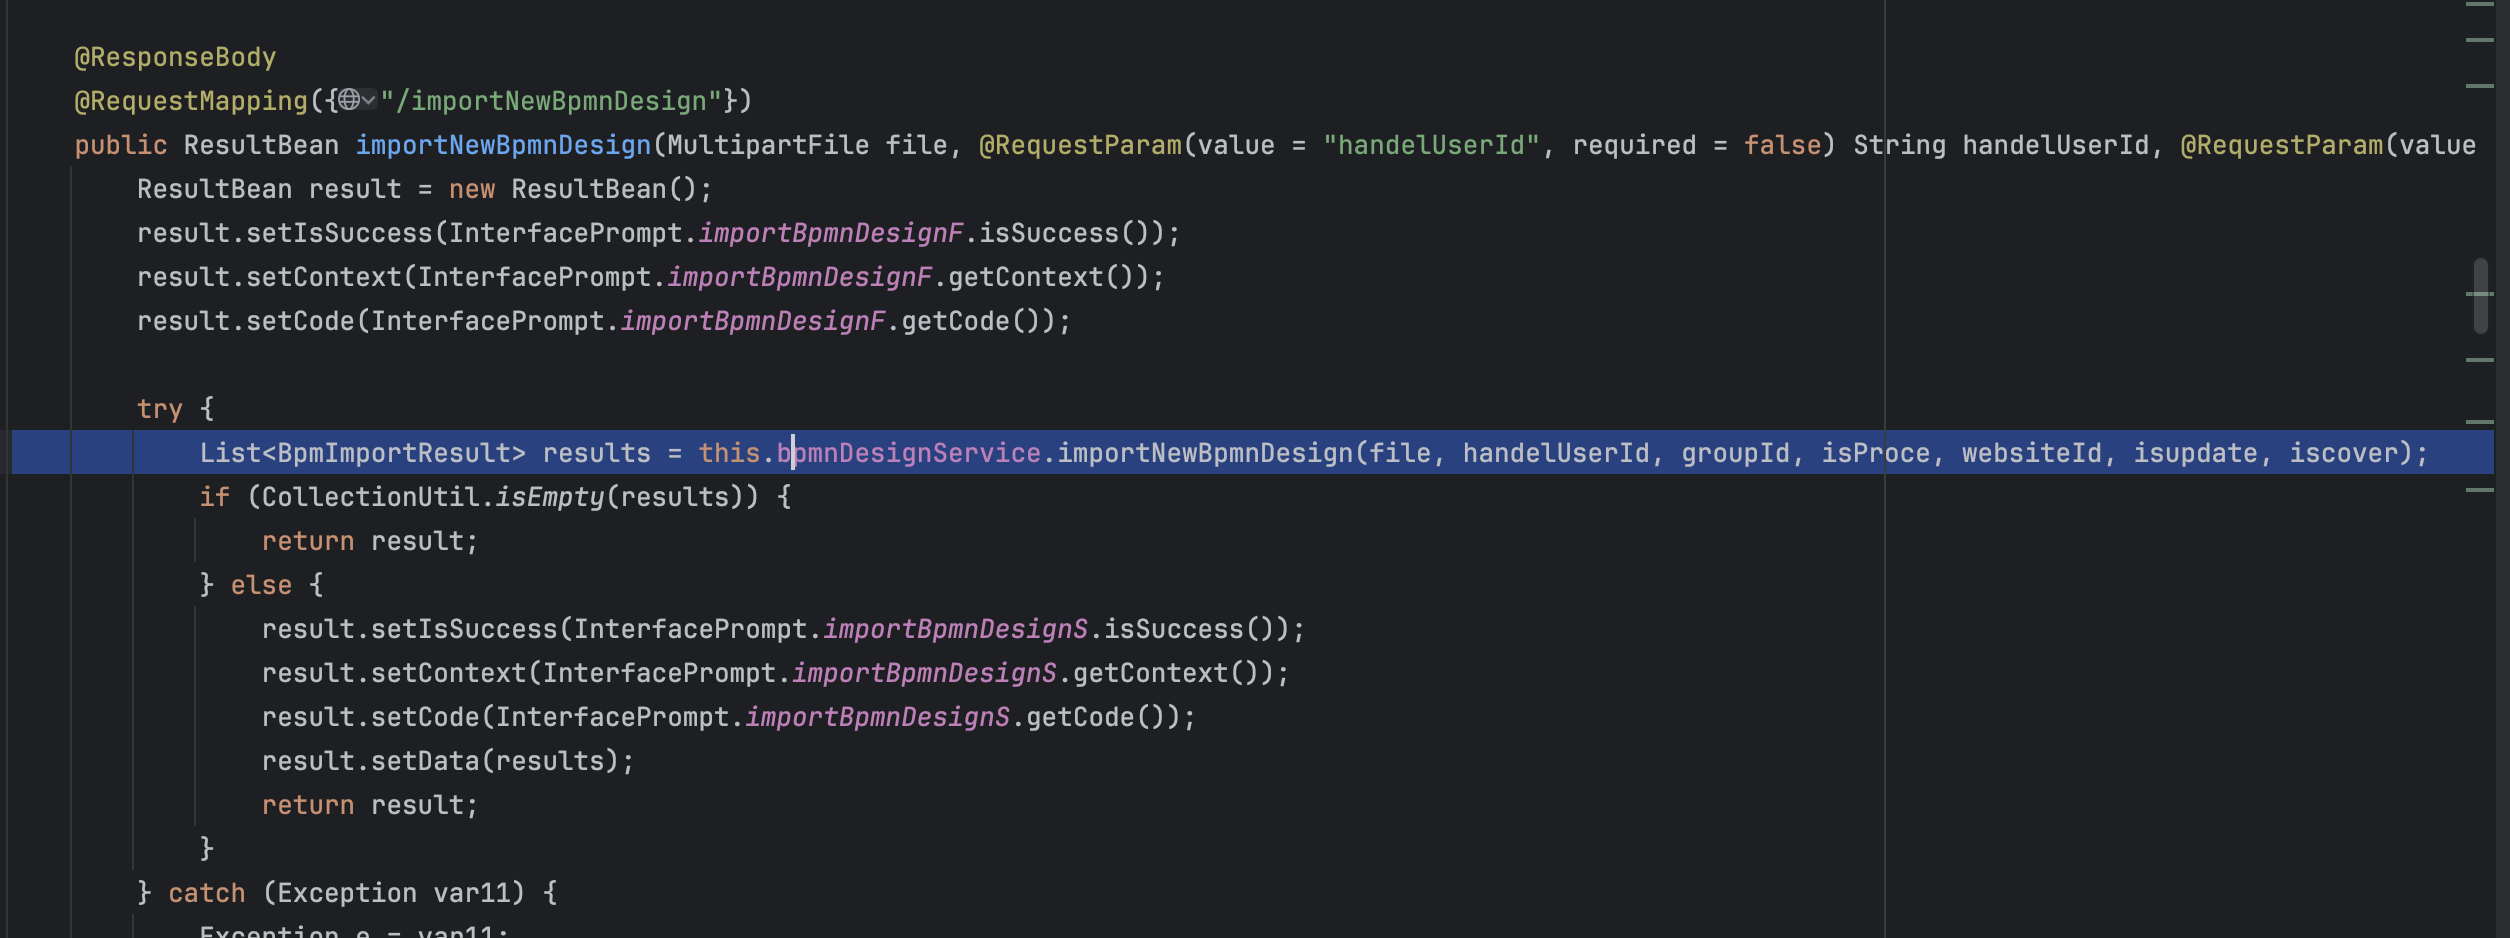 @ResponseBody
@RequestMapping({"/importNewBpmnDesign"})
public ResultBean importNewBpmnDesign(MultipartFile file, @RequestParam(value = "handelUserId", required = false) String handelUserId, @RequestParam(value
ResultBean result = new ResultBean();
result.setIsSuccess(InterfacePrompt.importBpmnDesignF.isSuccess());
result.setContext(InterfacePrompt.importBpmnDesignF.getContext());
result.setCode(InterfacePrompt.importBpmnDesignF.getCode());
try {
List<BpmImportResult> results = this.bpmnDesignService.importNewBpmnDesign(file, handelUserId, groupId, isProce, websiteId, isupdate, iscover);
if (CollectionUtil.isEmpty(results)) {
return result;
} else {
result.setIsSuccess(InterfacePrompt.importBpmnDesignS.isSuccess());
result.setContext(InterfacePrompt.importBpmnDesignS.getContext());
result.setCode(InterfacePrompt.importBpmnDesignS.getCode());
result.setData(results);
return result;
}
} catch (Exception var11) {
Exception e = var11;